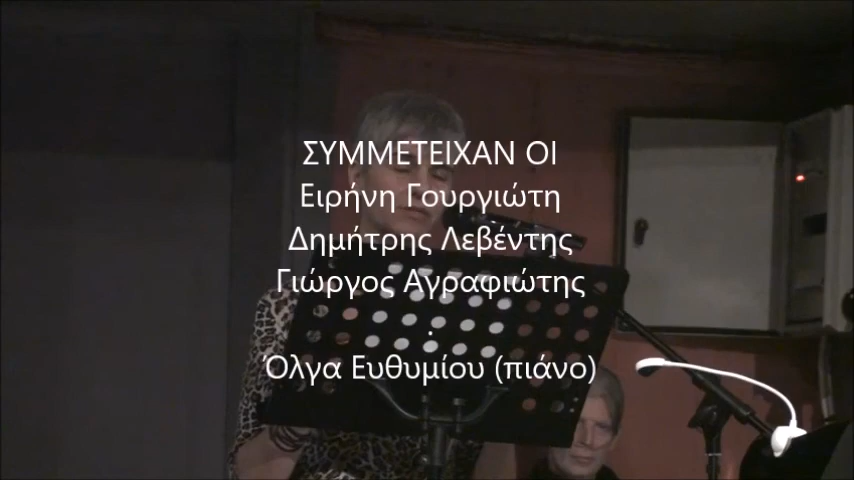 ΣΥΜΜΕΤΕΙΧΑΝ ΟΙ
Ειρήνη Γουργιώτη
Δημήτρης Λεβέντης
Γιώργος Αγραφιώτης
.
Όλγα Ευθυμίου (πιάνο)